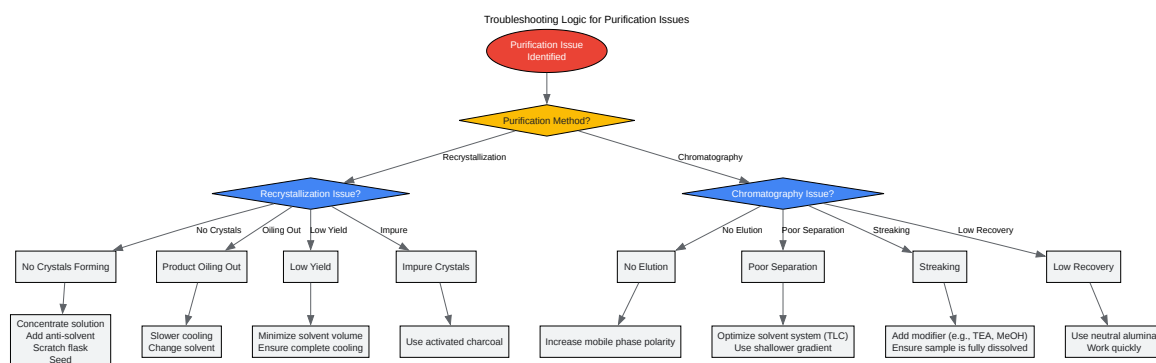 Troubleshooting Logic for Purification Issues
Purification Issue
Identified
Purification Method?
Recrystallization
Chromatography
Recrystallization Issue?
Chromatography Issue?
No Crystals
Oiling Out
Low Yield
Impure
No Elution
Poor Separation
Streaking
Low Recovery
No Crystals Forming
Product Oiling Out
Low Yield
Impure Crystals
No Elution
Poor Separation
Streaking
Low Recovery
Concentrate solution
Add anti-solvent
Scratch flask
Seed
Slower cooling
Change solvent
Minimize solvent volume
Ensure complete cooling
Use activated charcoal
Increase mobile phase polarity
Optimize solvent system (TLC)
Use shallower gradient
Add modifier (e.g., TEA, MeOH)
Ensure sample is fully dissolved
Use neutral alumina
Work quickly